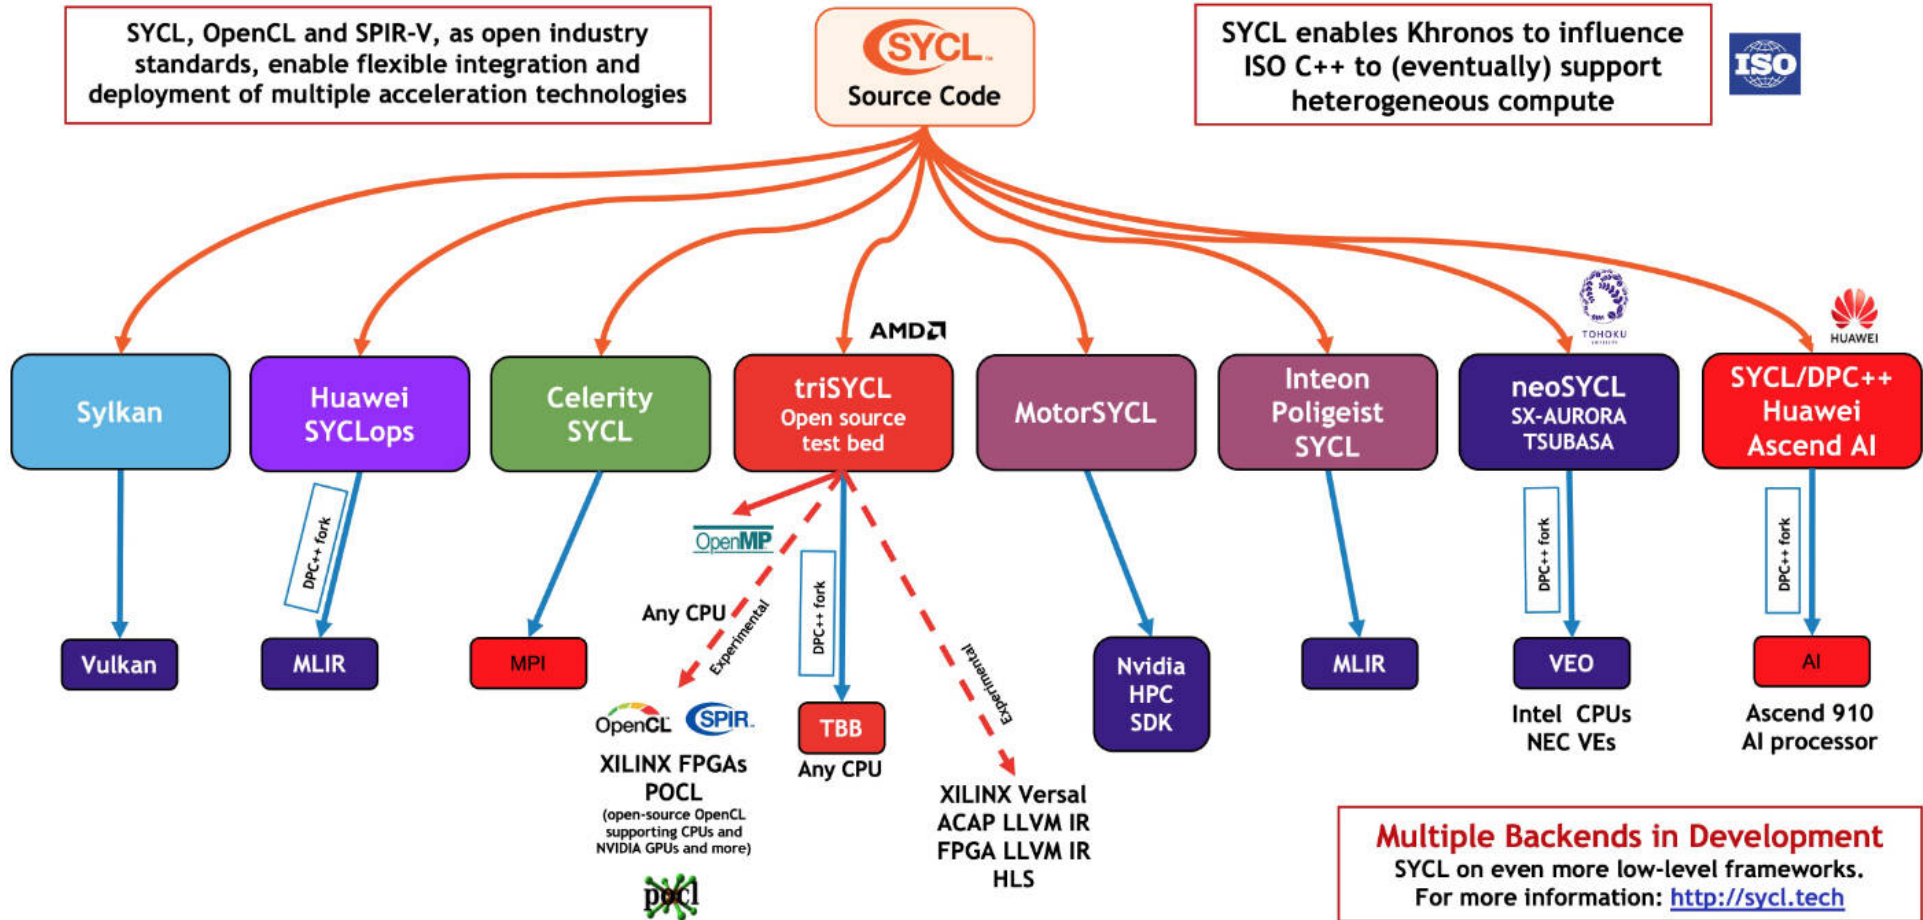 SYCL, OpenCL and SPIR-V, as open industry
standards, enable flexible integration and
deployment of multiple acceleration technologies
SYCL™
Source Code
SYCL enables Khronos to influence
ISO C++ to (eventually) support
heterogeneous compute
ISO
AMD
TOHOKU
HUAWEI
Sylkan
Huawei
SYCLops
Celerity
SYCL
triSYCL
Open source
test bed
MotorSYCL
Inteon
Poligeist
SYCL
neoSYCL
SX-AURORA
TSUBASA
SYCL/DPC++
Huawei
Ascend AI
DPC++ fork
OpenMP
Any CPU
Experimental
DPC++ fork
Experimental
DPC++ fork
DPC++ fork
Vulkan
MLIR
MPI
OpenCL
SPIR™
XILINX FPGAs
POCL
(open-source OpenCL
supporting CPUs and
NVIDIA GPUs and more)
pocl
TBB
Any CPU
XILINX Versal
ACAP LLVM IR
FPGA LLVM IR
HLS
Nvidia
HPC
SDK
MLIR
VEO
Intel CPUs
NEC VEs
AI
Ascend 910
AI processor
Multiple Backends in Development
SYCL on even more low-level frameworks.
For more information: http://sycl.tech